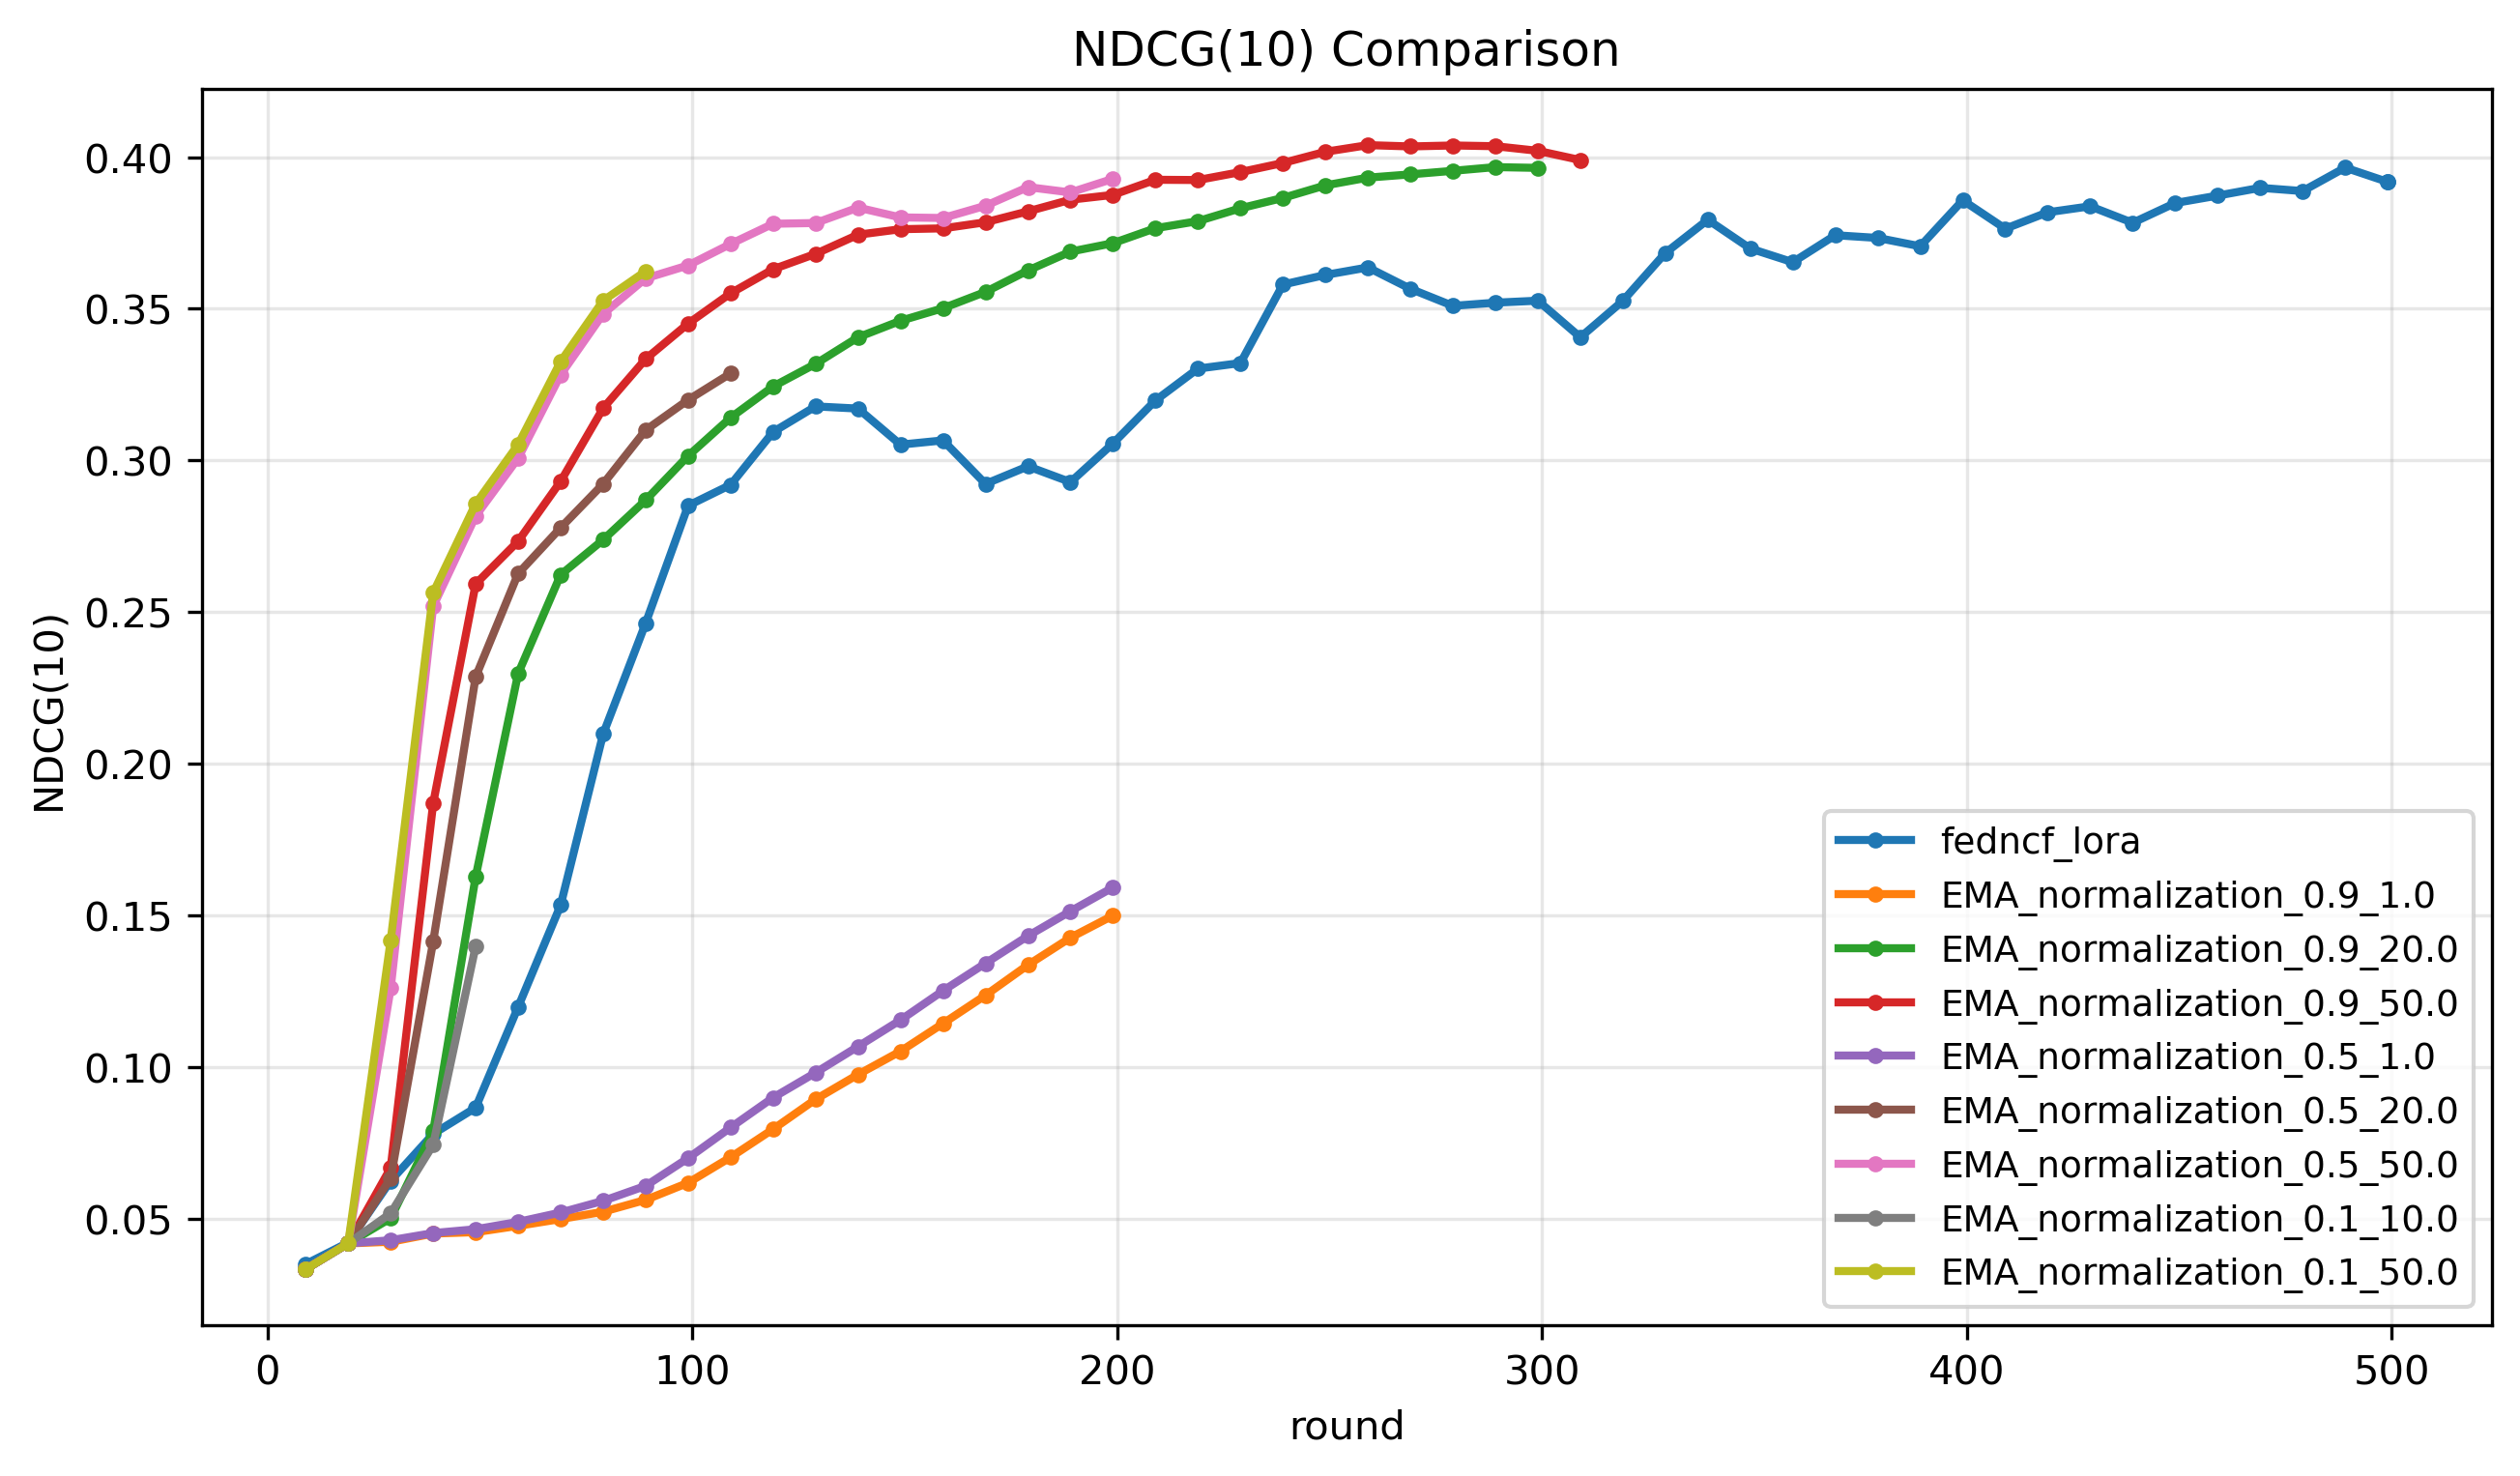 NDCG(10) Comparison
NDCG(10)
0.40
0.35
0.30
0.25
0.20
0.15
0.10
0.05
0
100
200
300
400
500
round
fedncf_lora
EMA_normalization_0.9_1.0
EMA_normalization_0.9_20.0
EMA_normalization_0.9_50.0
EMA_normalization_0.5_1.0
EMA_normalization_0.5_20.0
EMA_normalization_0.5_50.0
EMA_normalization_0.1_10.0
EMA_normalization_0.1_50.0